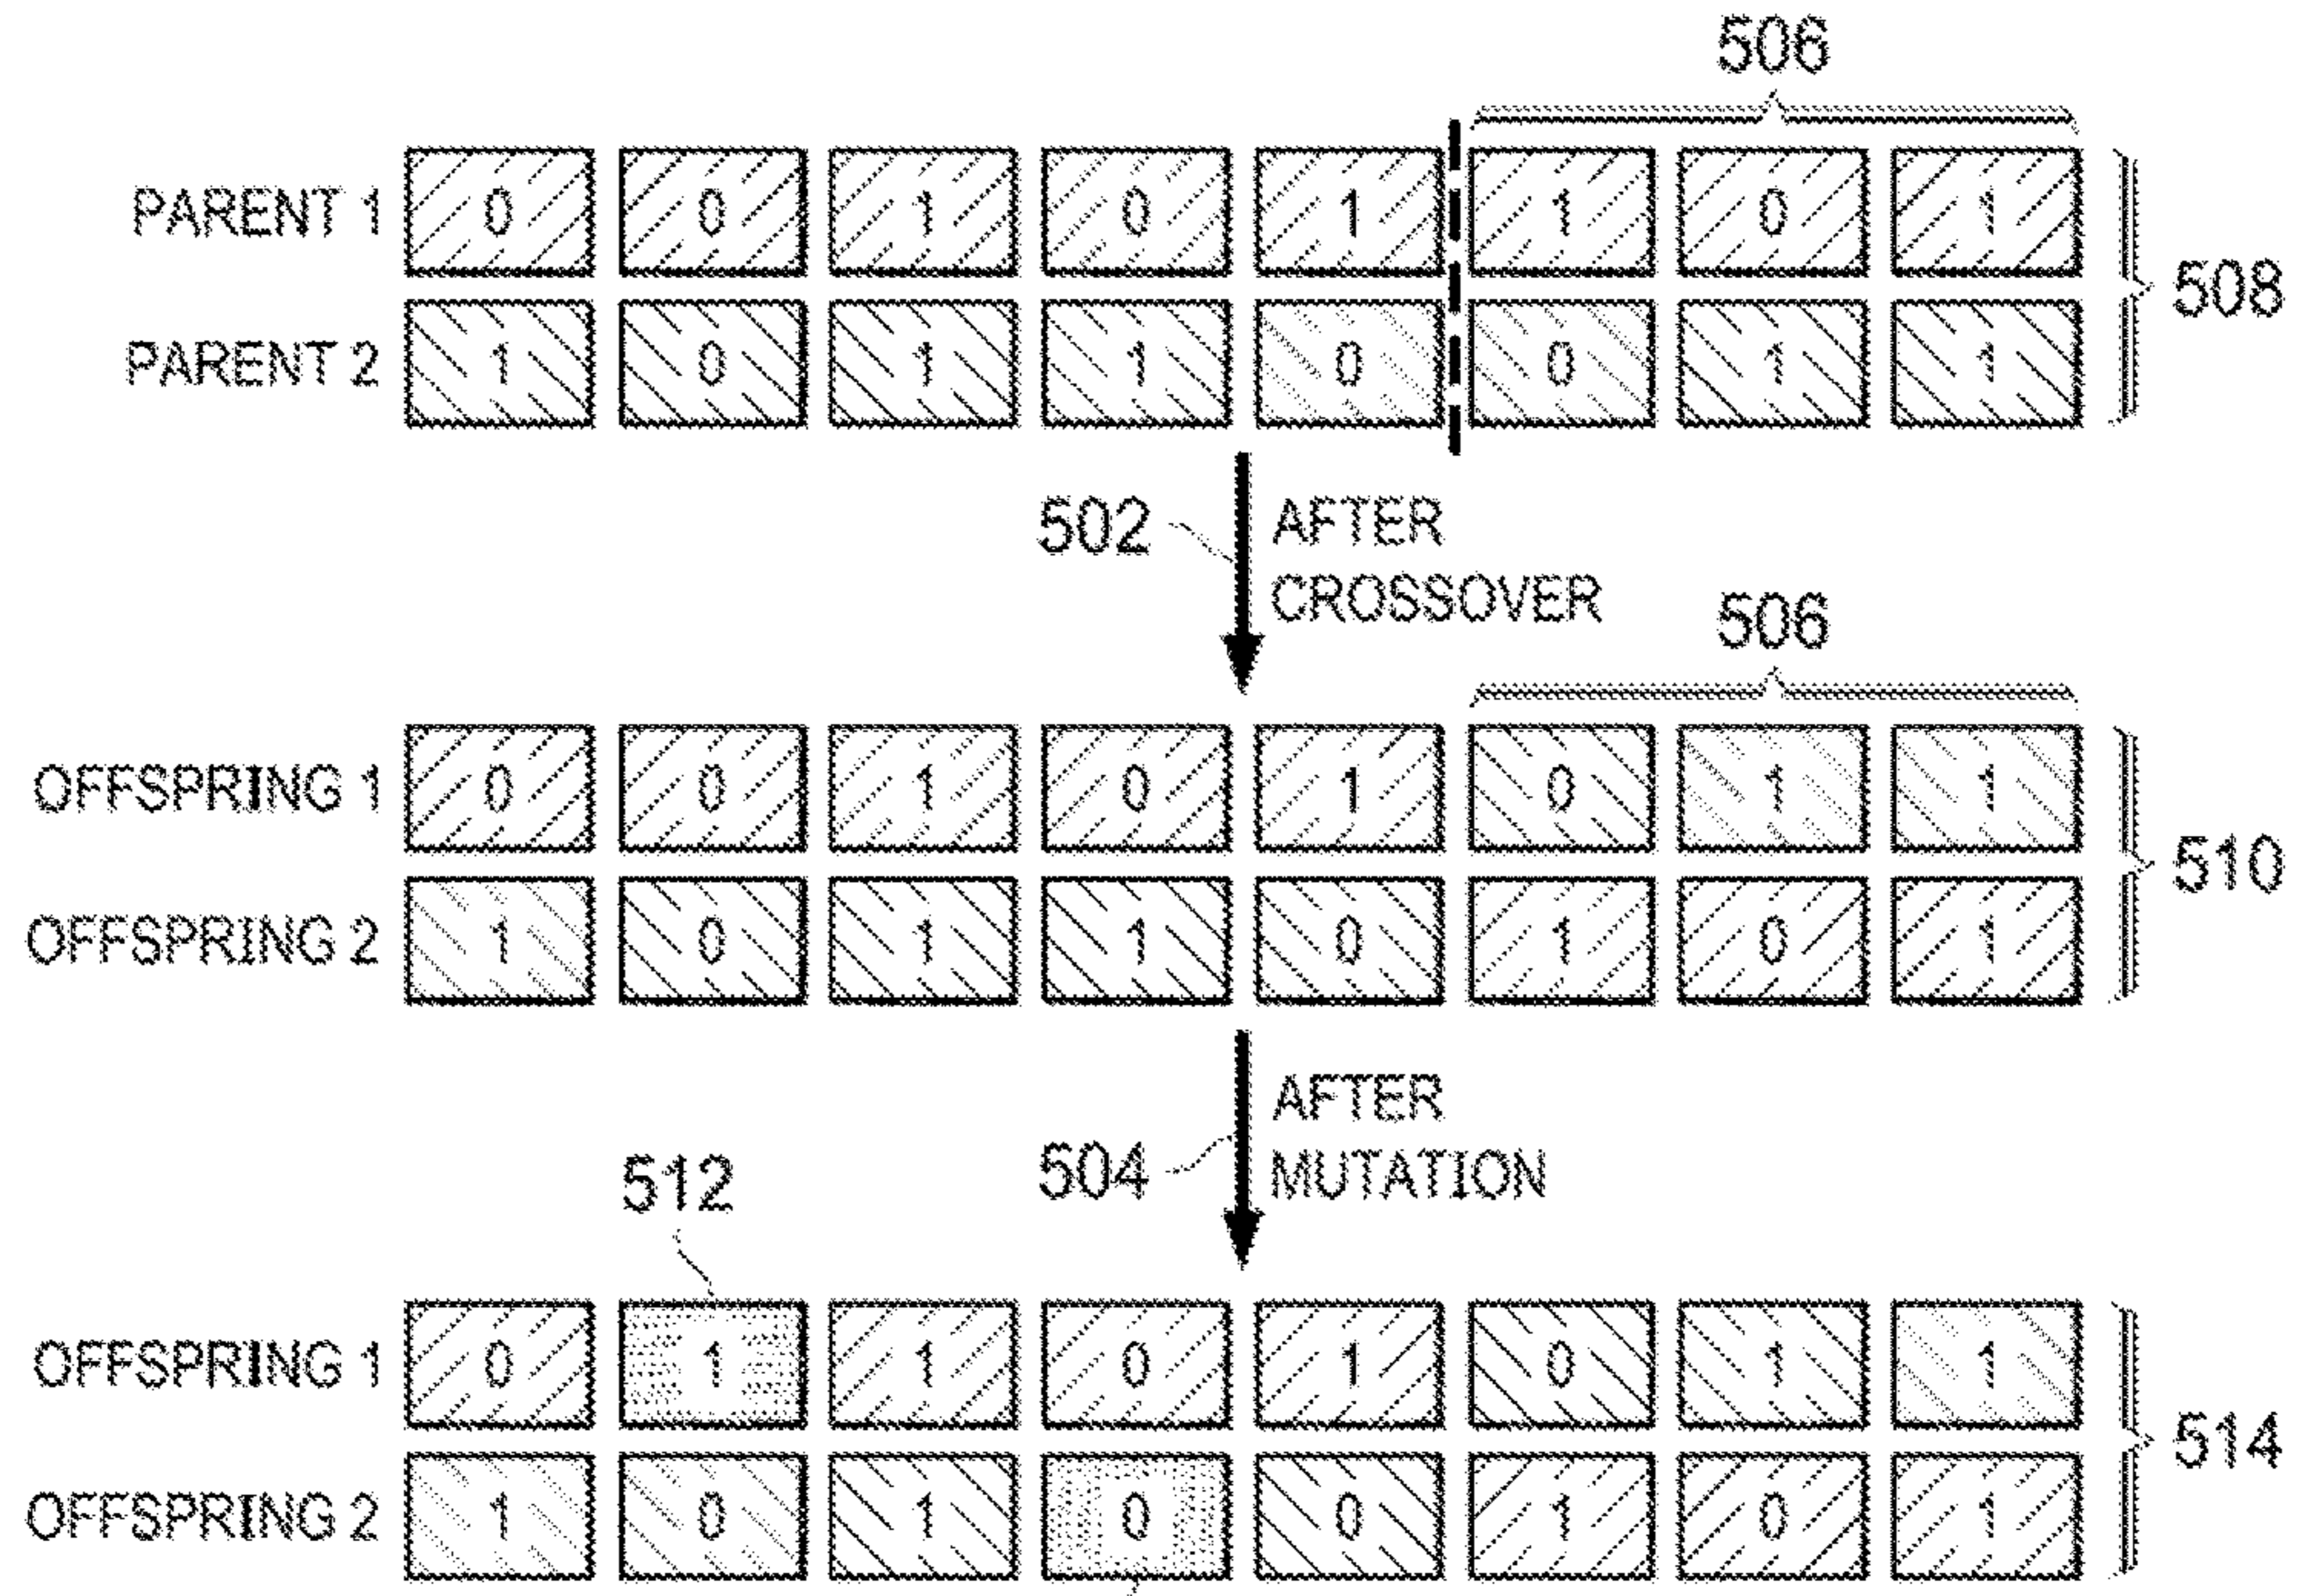 506
PARENT 1 0 0 1 0 1 1 0 1
508
PARENT 2 1 0 1 1 0 0 1 1
502 AFTER
CROSSOVER
506
OFFSPRING 1 0 0 1 0 1 0 1 1
510
OFFSPRING 2 1 0 1 1 0 1 0 1
504 AFTER
MUTATION
512
OFFSPRING 1 0 1 1 0 1 0 1 1
514
OFFSPRING 2 1 0 1 0 0 1 0 1